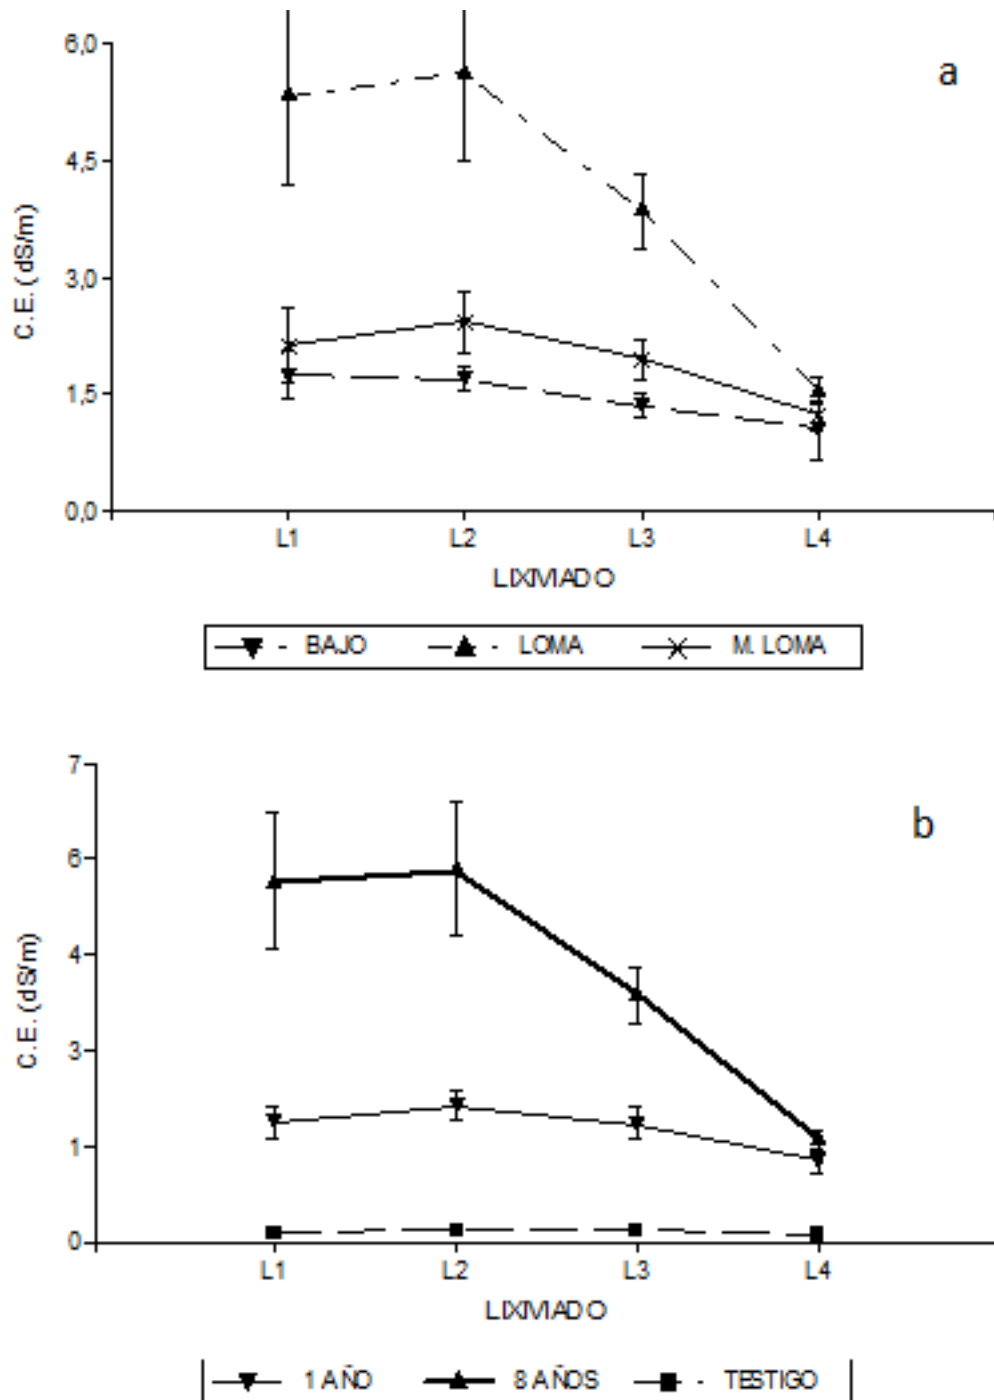 a
6,0
4,5
3,0
1,5
0,0
C.E. (dS/m)
L1 L2 L3 L4
LIXIVIADO
BAJO LOMA M. LOMA
b
7
6
4
3
1
0
C.E. (dS/m)
L1 L2 L3 L4
LIXIVIADO
1 AÑO 8 AÑOS TESTIGO